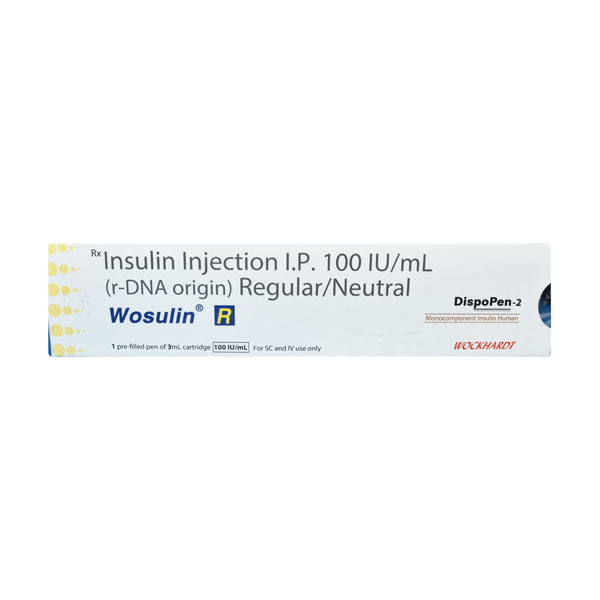 Rx Insulin Injection I.P. 100 IU/mL
(r-DNA origin) Regular/Neutral
Wosulin® R
1 pre-filled pen of 3mL cartridge 100 IU/mL For SC and IV use only
DispoPen-2
Monocomponent Insulin Human
WOCKHARDT